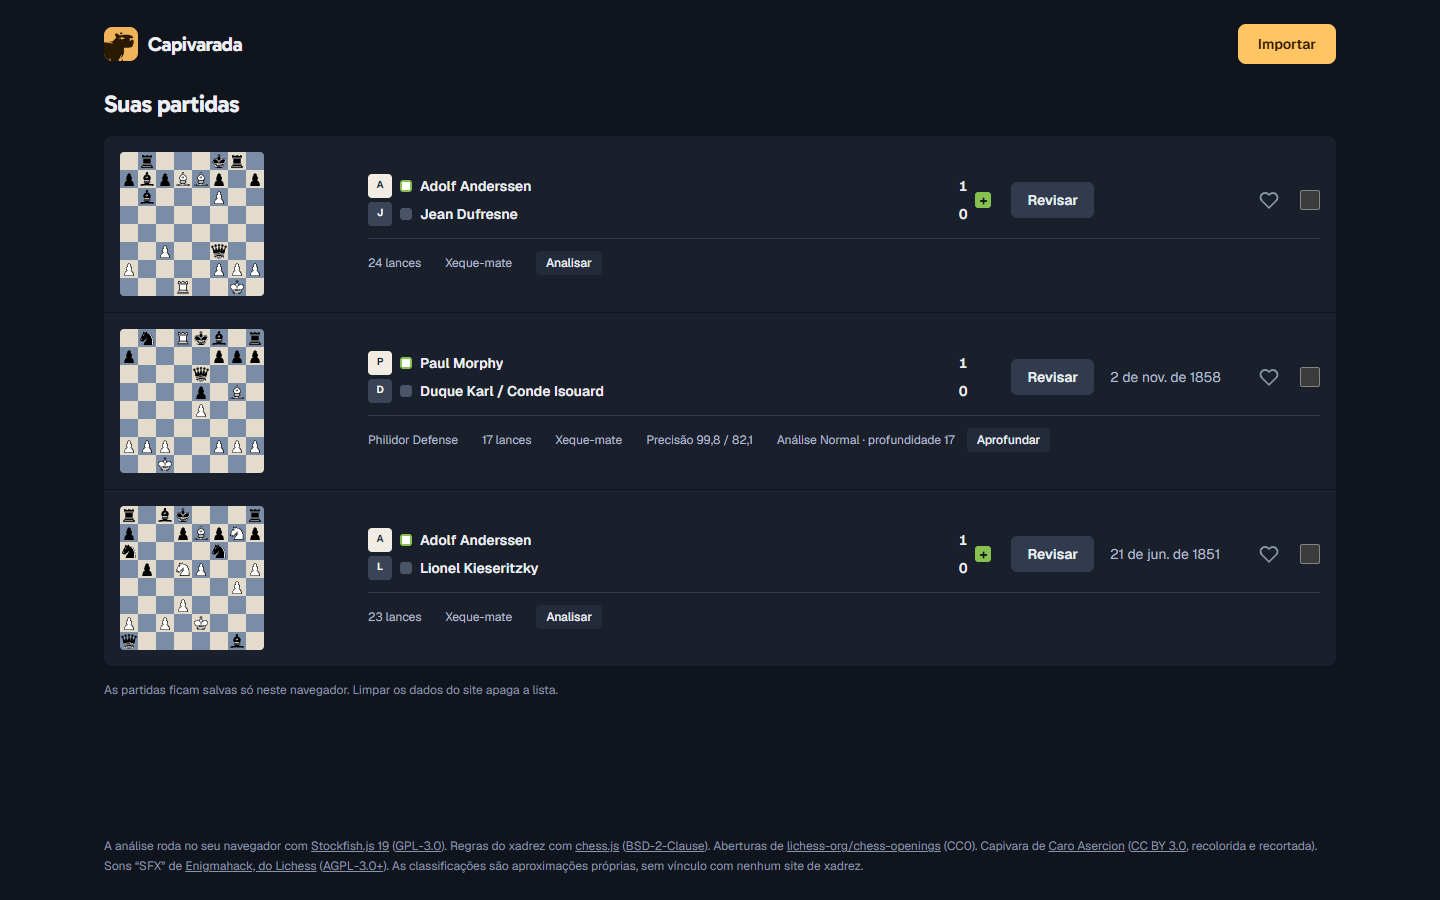 Capivarada
Importar
Suas partidas
A Adolf Anderssen 1
J Jean Dufresne 0
+ Revisar
24 lances Xeque-mate Analisar
P Paul Morphy 1
D Duque Karl / Conde Isouard 0
Revisar 2 de nov. de 1858
Philidor Defense 17 lances Xeque-mate Precisão 99,8 / 82,1 Análise Normal · profundidade 17 Aprofundar
A Adolf Anderssen 1
L Lionel Kieseritzky 0
+ Revisar 21 de jun. de 1851
23 lances Xeque-mate Analisar
As partidas ficam salvas só neste navegador. Limpar os dados do site apaga a lista.
A análise roda no seu navegador com Stockfish.js 19 (GPL-3.0). Regras do xadrez com chess.js (BSD-2-Clause). Aberturas de lichess-org/chess-openings (CC0). Capivara de Caro Asercion (CC BY 3.0, recolorida e recortada).
Sons “SFX” de Enigmahack, do Lichess (AGPL-3.0+). As classificações são aproximações próprias, sem vínculo com nenhum site de xadrez.